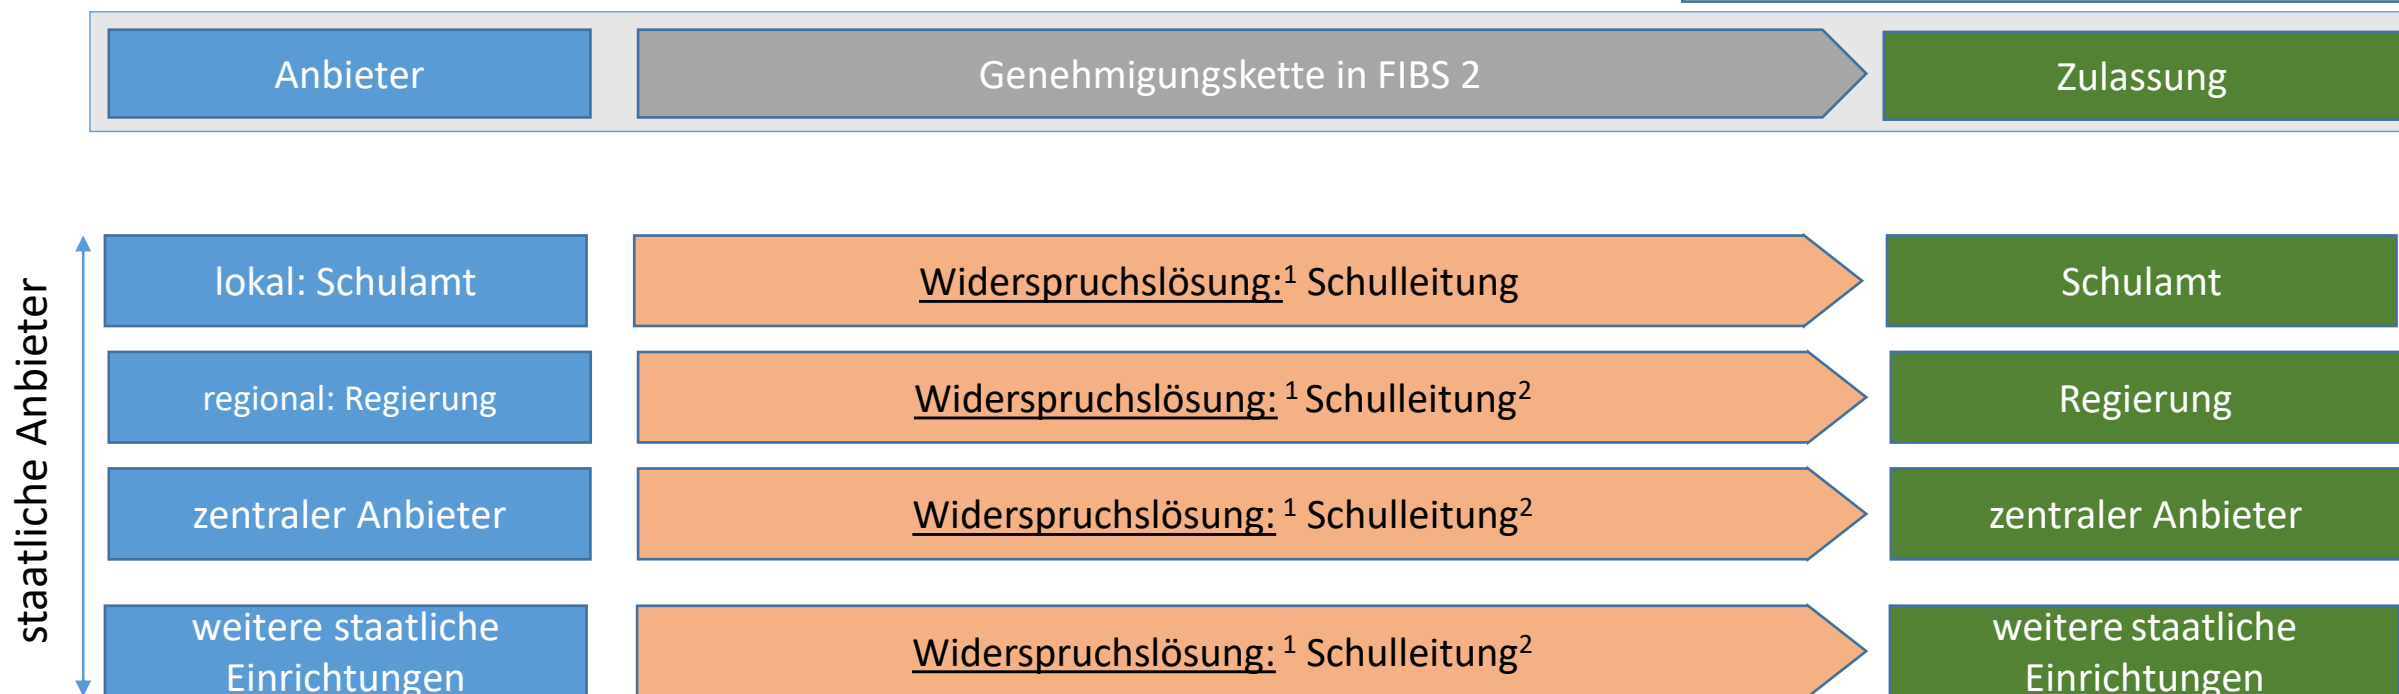 Anbieter
Genehmigungskette in FIBS 2
Zulassung
staatliche Anbieter
lokal: Schulamt
Widerspruchslösung:¹ Schulleitung
Schulamt
regional: Regierung
Widerspruchslösung: ¹ Schulleitung²
Regierung
zentraler Anbieter
Widerspruchslösung: ¹ Schulleitung²
zentraler Anbieter
weitere staatliche
Einrichtungen
Widerspruchslösung: ¹ Schulleitung²
weitere staatliche
Einrichtungen